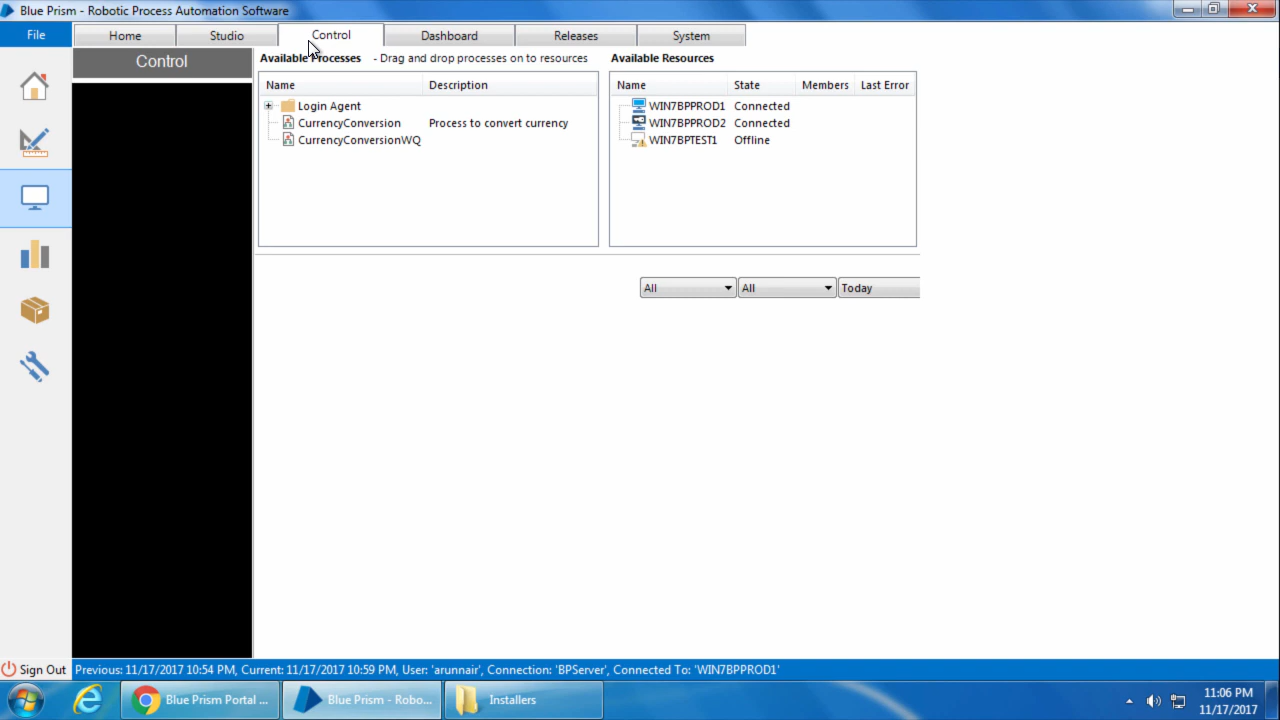 Blue Prism - Robotic Process Automation Software
File Home Studio Control Dashboard Releases System
Control
Available Processes - Drag and drop processes on to resources
Name Description
Login Agent
CurrencyConversion Process to convert currency
CurrencyConversionWQ
Available Resources
Name State Members Last Error
WIN7BPPROD1 Connected
WIN7BPPROD2 Connected
WIN7BPTEST1 Offline
All All Today
Sign Out Previous: 11/17/2017 10:54 PM, Current: 11/17/2017 10:59 PM, User: 'arunnair', Connection: 'BPServer', Connected To: 'WIN7BPPROD1'
Blue Prism Portal ... Blue Prism - Robo... Installers
11:06 PM
11/17/2017